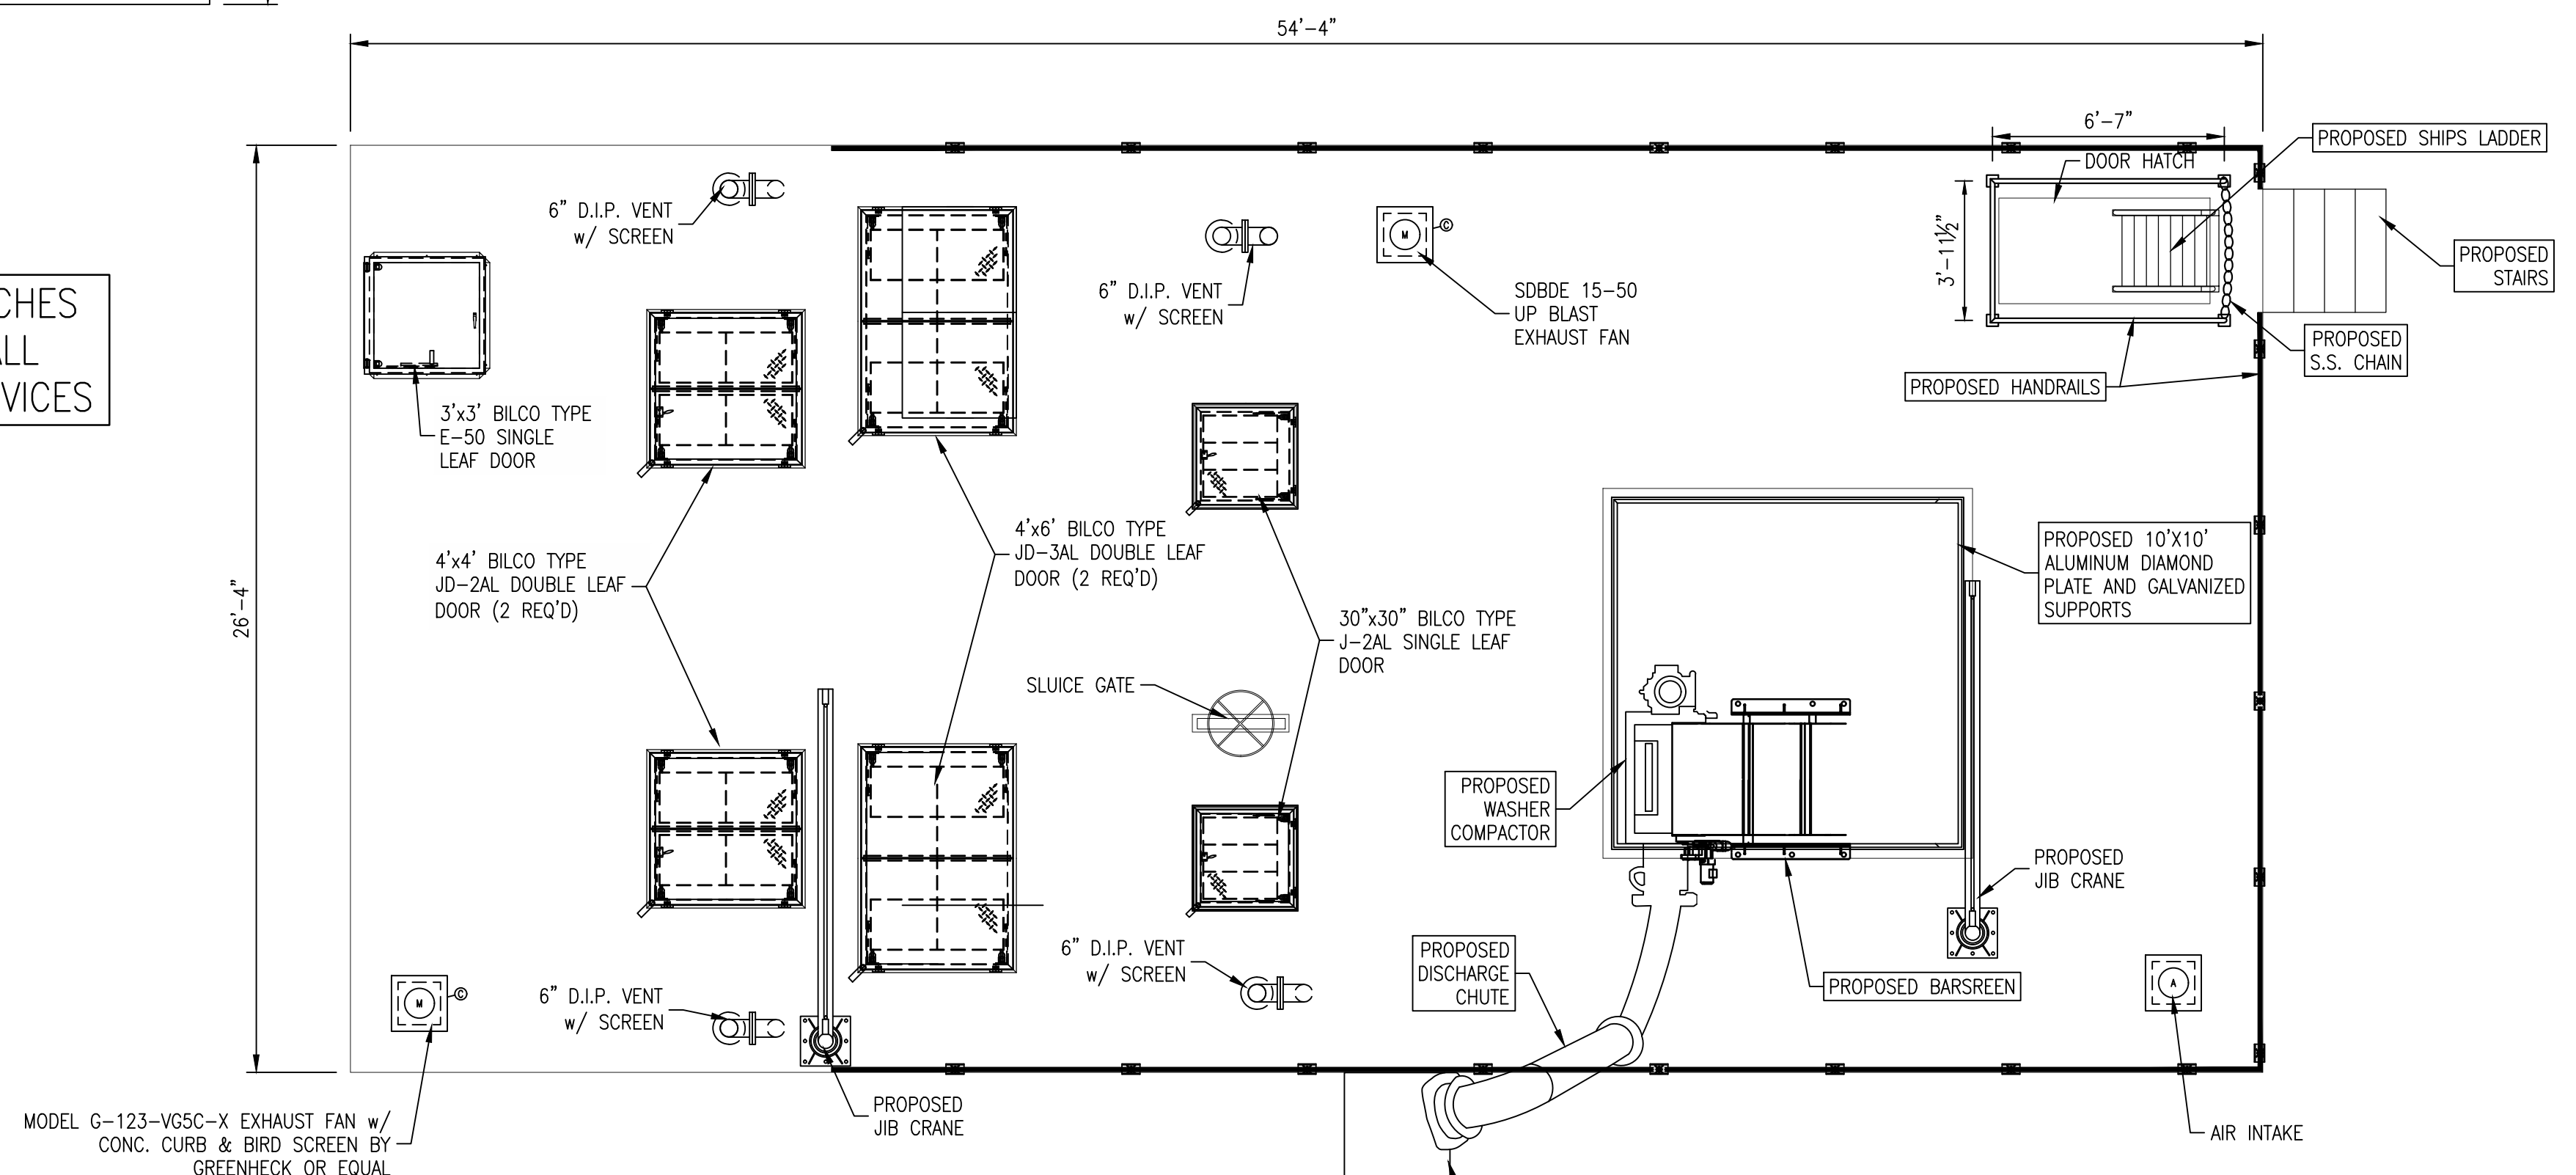 54'-4"
6'-7"
PROPOSED SHIPS LADDER
DOOR HATCH
6" D.I.P. VENT
w/ SCREEN
3'-11½"
M
C
PROPOSED
STAIRS
6" D.I.P. VENT
w/ SCREEN
SDBDE 15-50
UP BLAST
EXHAUST FAN
CHES
ALL
VICES
PROPOSED
S.S. CHAIN
PROPOSED HANDRAILS
3'x3' BILCO TYPE
E-50 SINGLE
LEAF DOOR
4'x6' BILCO TYPE
JD-3AL DOUBLE LEAF
DOOR (2 REQ'D)
4'x4' BILCO TYPE
JD-2AL DOUBLE LEAF
DOOR (2 REQ'D)
PROPOSED 10'X10'
ALUMINUM DIAMOND
PLATE AND GALVANIZED
SUPPORTS
26'-4"
30"x30" BILCO TYPE
J-2AL SINGLE LEAF
DOOR
SLUICE GATE
PROPOSED
WASHER
COMPACTOR
PROPOSED
JIB CRANE
6" D.I.P. VENT
w/ SCREEN
PROPOSED
DISCHARGE
CHUTE
PROPOSED BARSREEN
M
C
6" D.I.P. VENT
w/ SCREEN
A
PROPOSED
JIB CRANE
MODEL G-123-VG5C-X EXHAUST FAN w/
CONC. CURB & BIRD SCREEN BY
GREENHECK OR EQUAL
AIR INTAKE